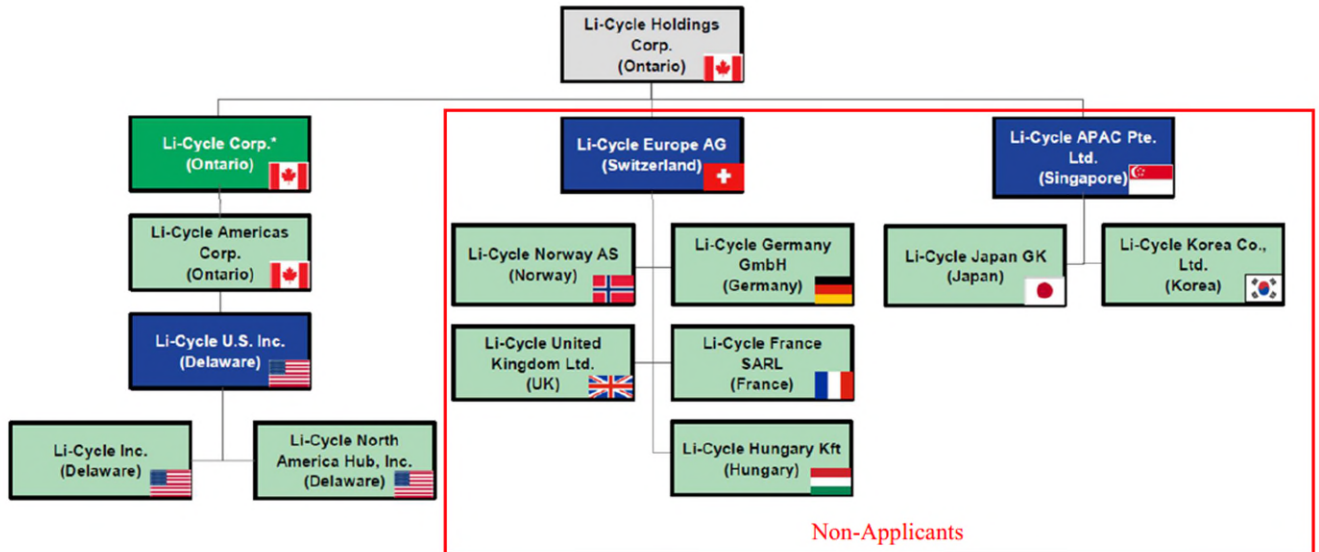 Li-Cycle Holdings
Corp.
(Ontario)
Li-Cycle Corp.*
(Ontario)
Li-Cycle Europe AG
(Switzerland)
Li-Cycle APAC Pte.
Ltd.
(Singapore)
Li-Cycle Americas
Corp.
(Ontario)
Li-Cycle Norway AS
(Norway)
Li-Cycle Germany
GmbH
(Germany)
Li-Cycle Japan GK
(Japan)
Li-Cycle Korea Co.,
Ltd.
(Korea)
Li-Cycle U.S. Inc.
(Delaware)
Li-Cycle United
Kingdom Ltd.
(UK)
Li-Cycle France
SARL
(France)
Li-Cycle Inc.
(Delaware)
Li-Cycle North
America Hub, Inc.
(Delaware)
Li-Cycle Hungary Kft
(Hungary)
Non-Applicants